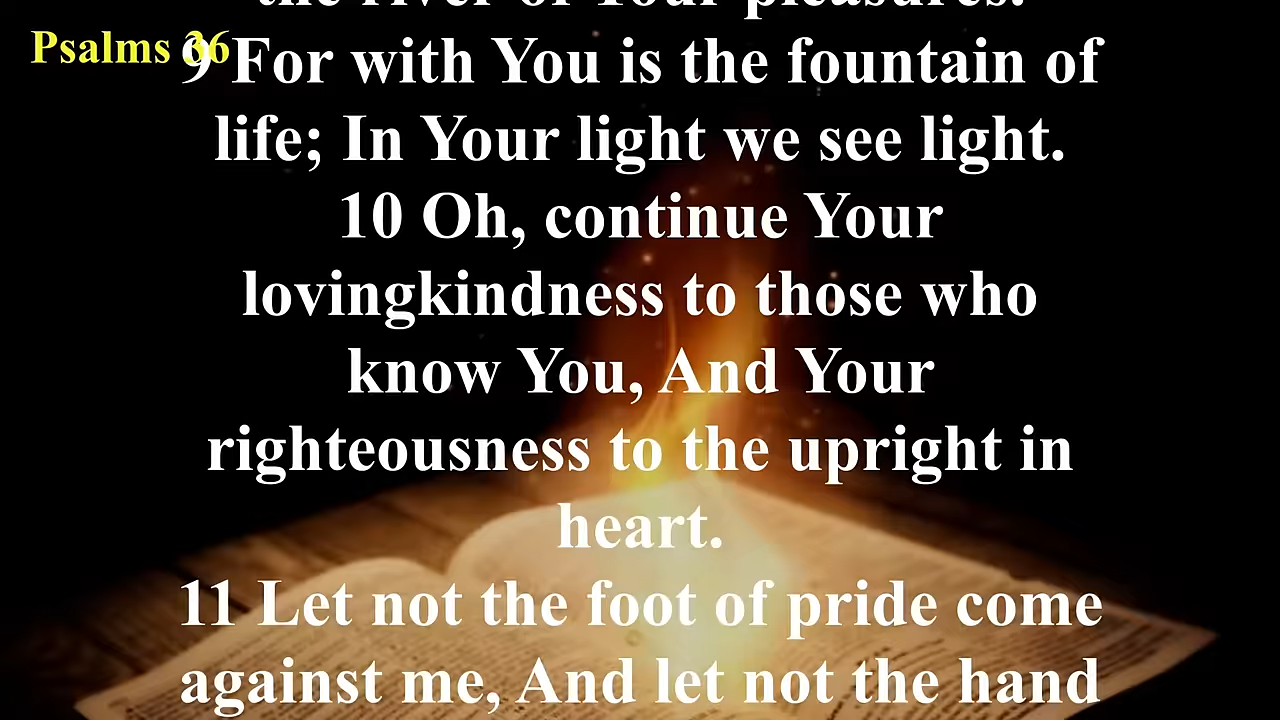 the river of Your pleasures.
Psalms 36
9 For with You is the fountain of
life; In Your light we see light.
10 Oh, continue Your
lovingkindness to those who
know You, And Your
righteousness to the upright in
heart.
11 Let not the foot of pride come
against me, And let not the hand